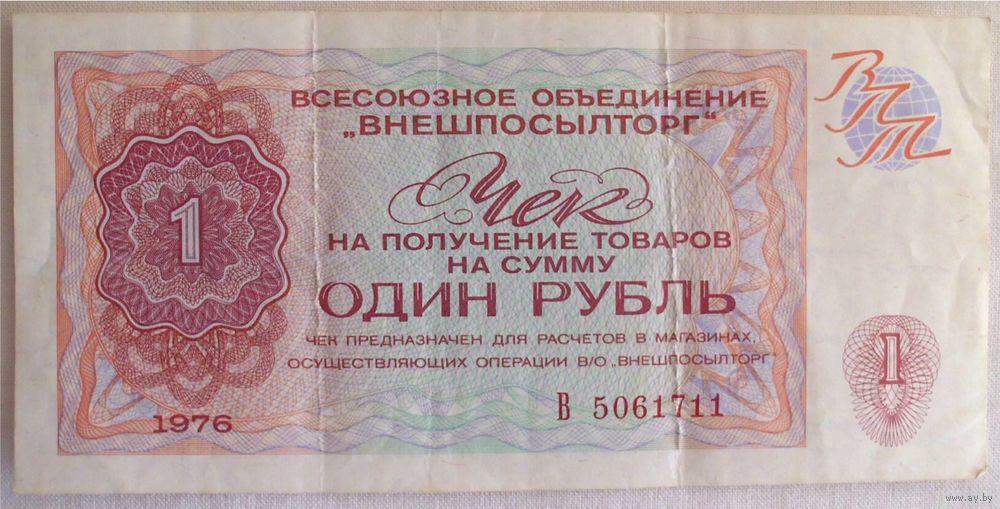 ВСЕСОЮЗНОЕ ОБЪЕДИНЕНИЕ
„ВНЕШПОСЫЛТОРГ“
ВПТ
1
Чек
НА ПОЛУЧЕНИЕ ТОВАРОВ
НА СУММУ
ОДИН РУБЛЬ
ЧЕК ПРЕДНАЗНАЧЕН ДЛЯ РАСЧЕТОВ В МАГАЗИНАХ,
ОСУЩЕСТВЛЯЮЩИХ ОПЕРАЦИИ В/О „ВНЕШПОСЫЛТОРГ“
1
1976
В 5061711
www.ay.by